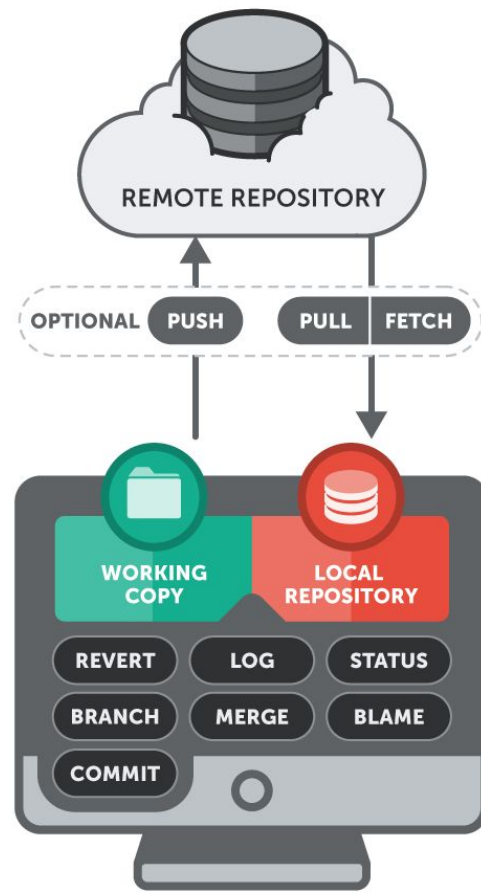 REMOTE REPOSITORY
OPTIONAL PUSH PULL FETCH
WORKING COPY
LOCAL REPOSITORY
REVERT LOG STATUS
BRANCH MERGE BLAME
COMMIT